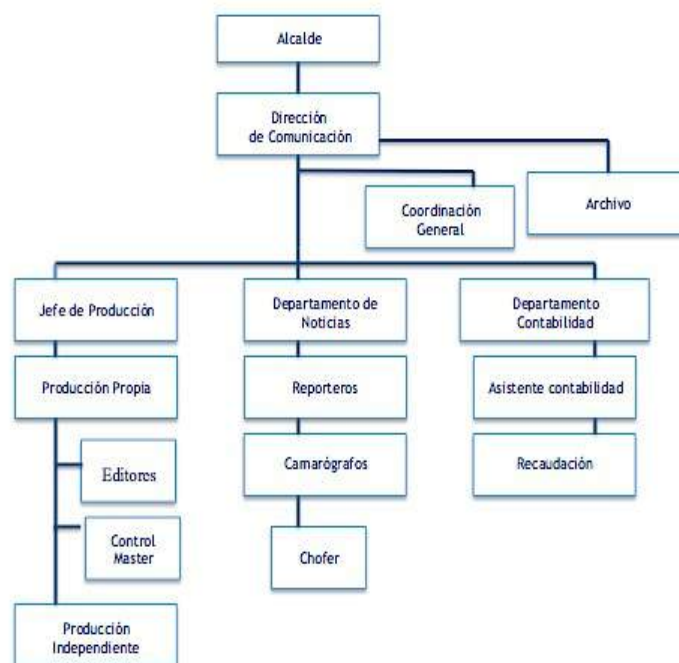 Alcalde
Dirección
de Comunicación
Coordinación
General
Archivo
Jefe de Producción
Departamento de
Noticias
Departamento
Contabilidad
Producción Propia
Reporteros
Asistente contabilidad
Editores
Camarógrafos
Recaudación
Control
Master
Chofer
Producción
Independiente